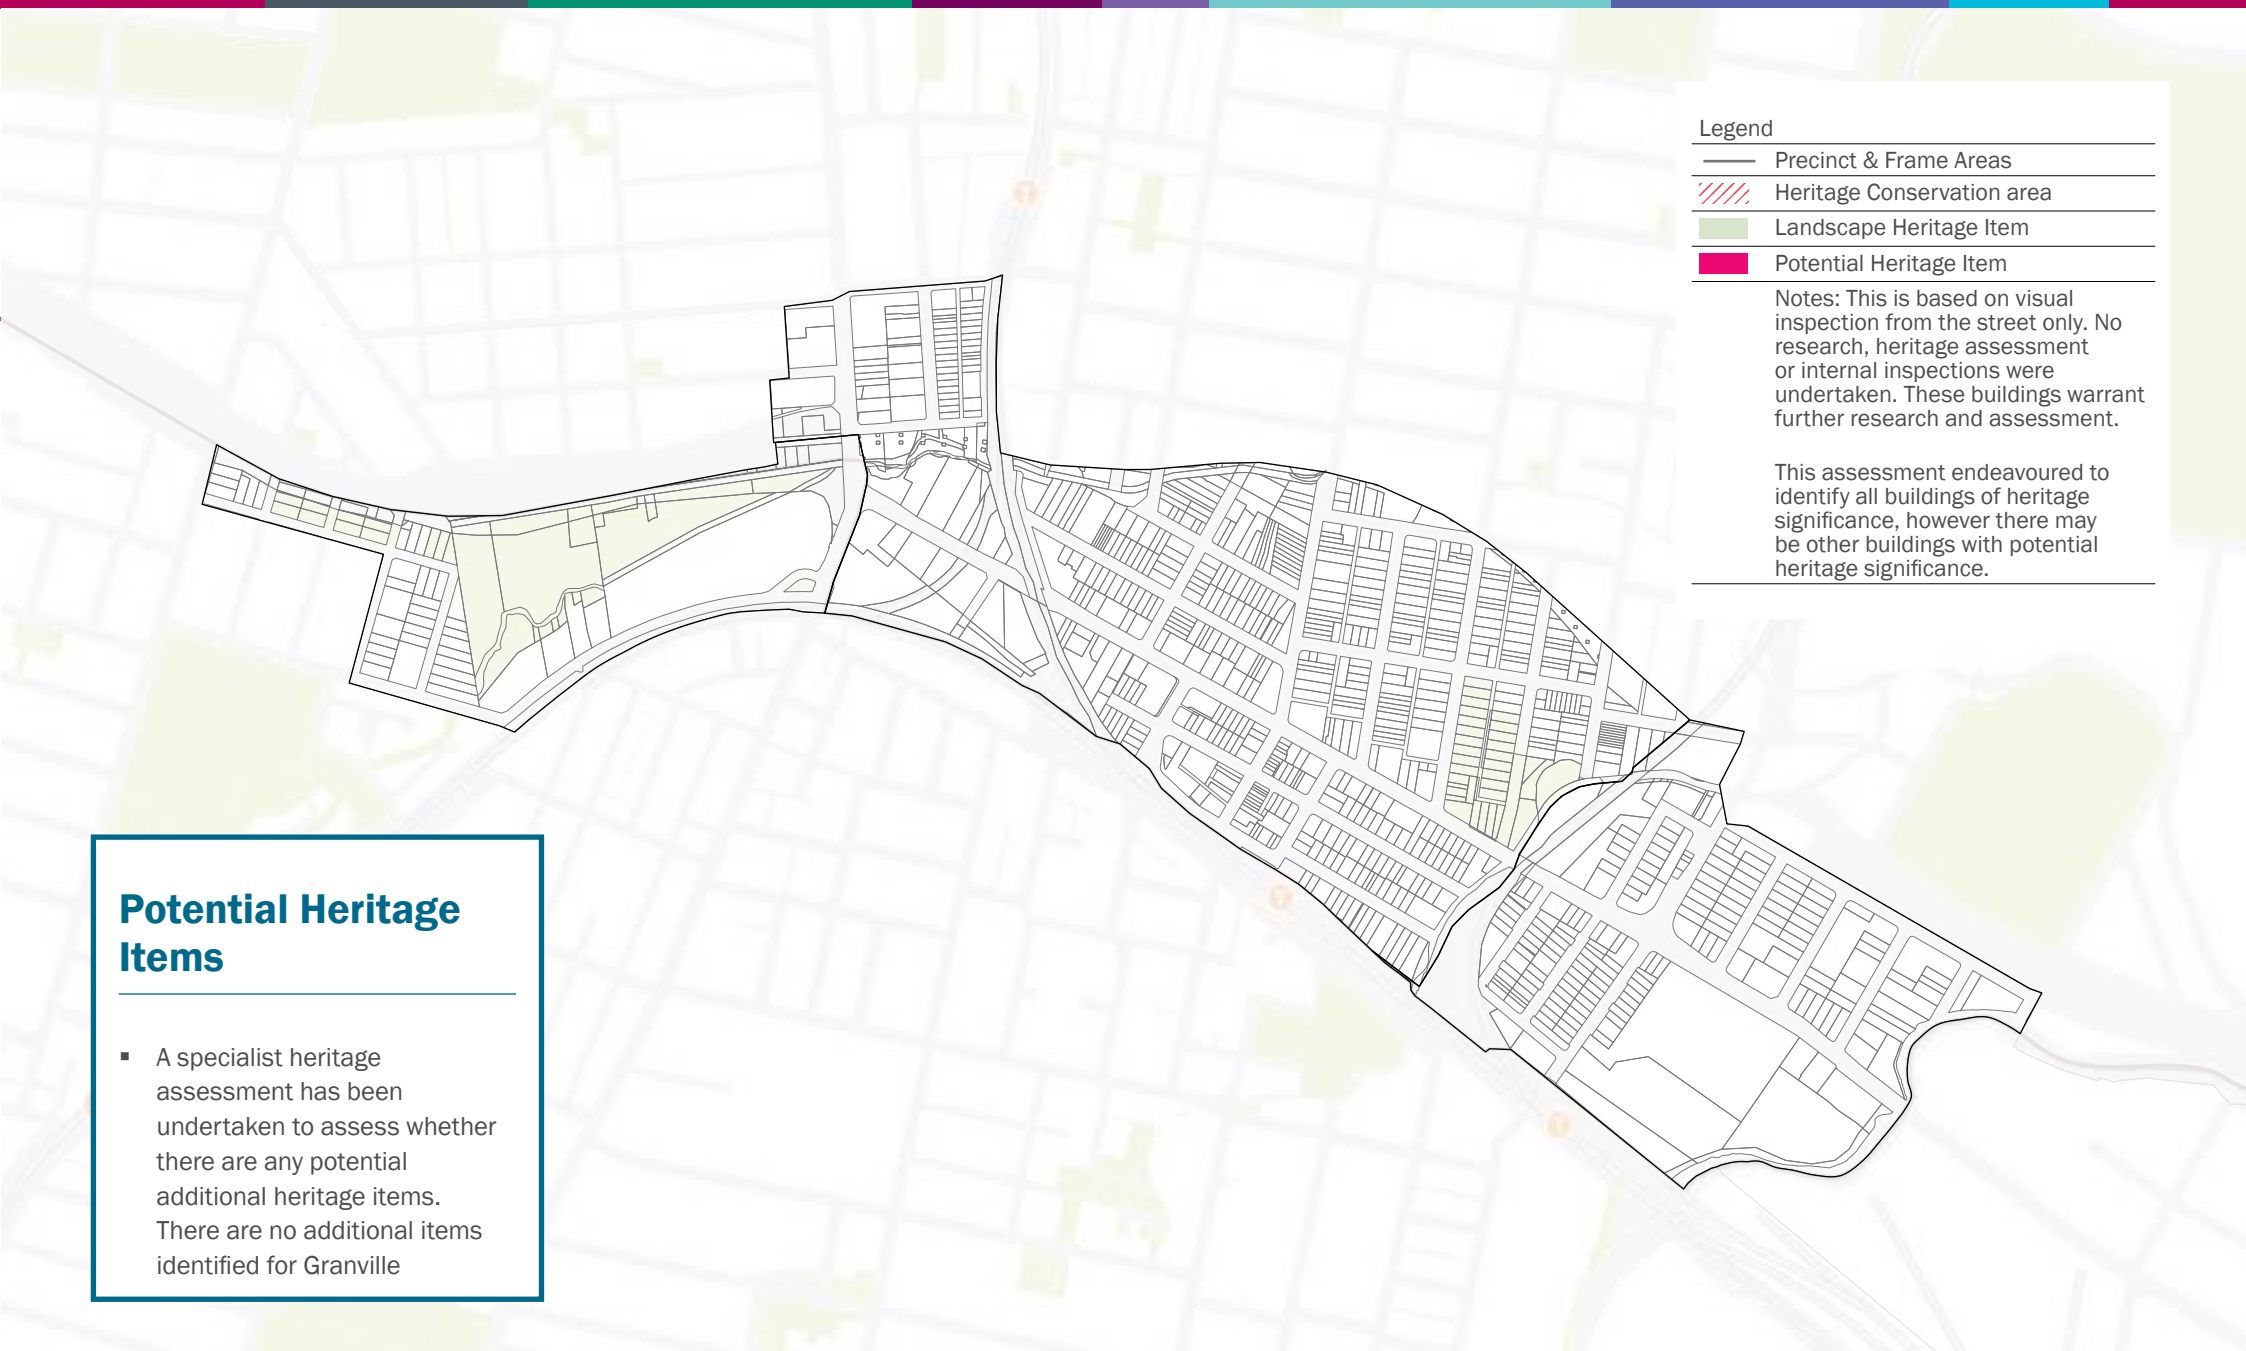 Legend
Precinct & Frame Areas
Heritage Conservation area
Landscape Heritage Item
Potential Heritage Item
Notes: This is based on visual
inspection from the street only. No
research, heritage assessment
or internal inspections were
undertaken. These buildings warrant
further research and assessment.
This assessment endeavoured to
identify all buildings of heritage
significance, however there may
be other buildings with potential
heritage significance.
Potential Heritage
Items
▪ A specialist heritage
assessment has been
undertaken to assess whether
there are any potential
additional heritage items.
There are no additional items
identified for Granville